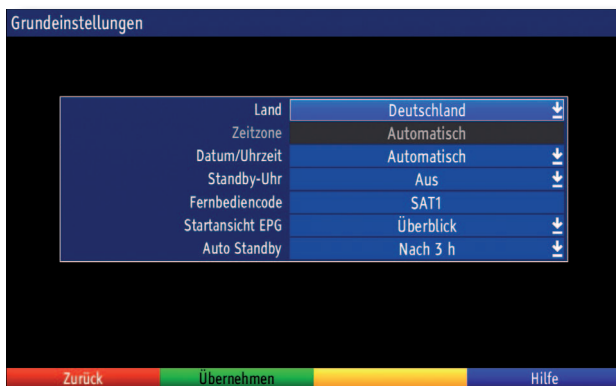 Grundeinstellungen
Land Deutschland
Zeitzone Automatisch
Datum/Uhrzeit Automatisch
Standby-Uhr Aus
Fernbediencode SAT1
Startansicht EPG Überblick
Auto Standby Nach 3 h
Zurück Übernehmen Hilfe